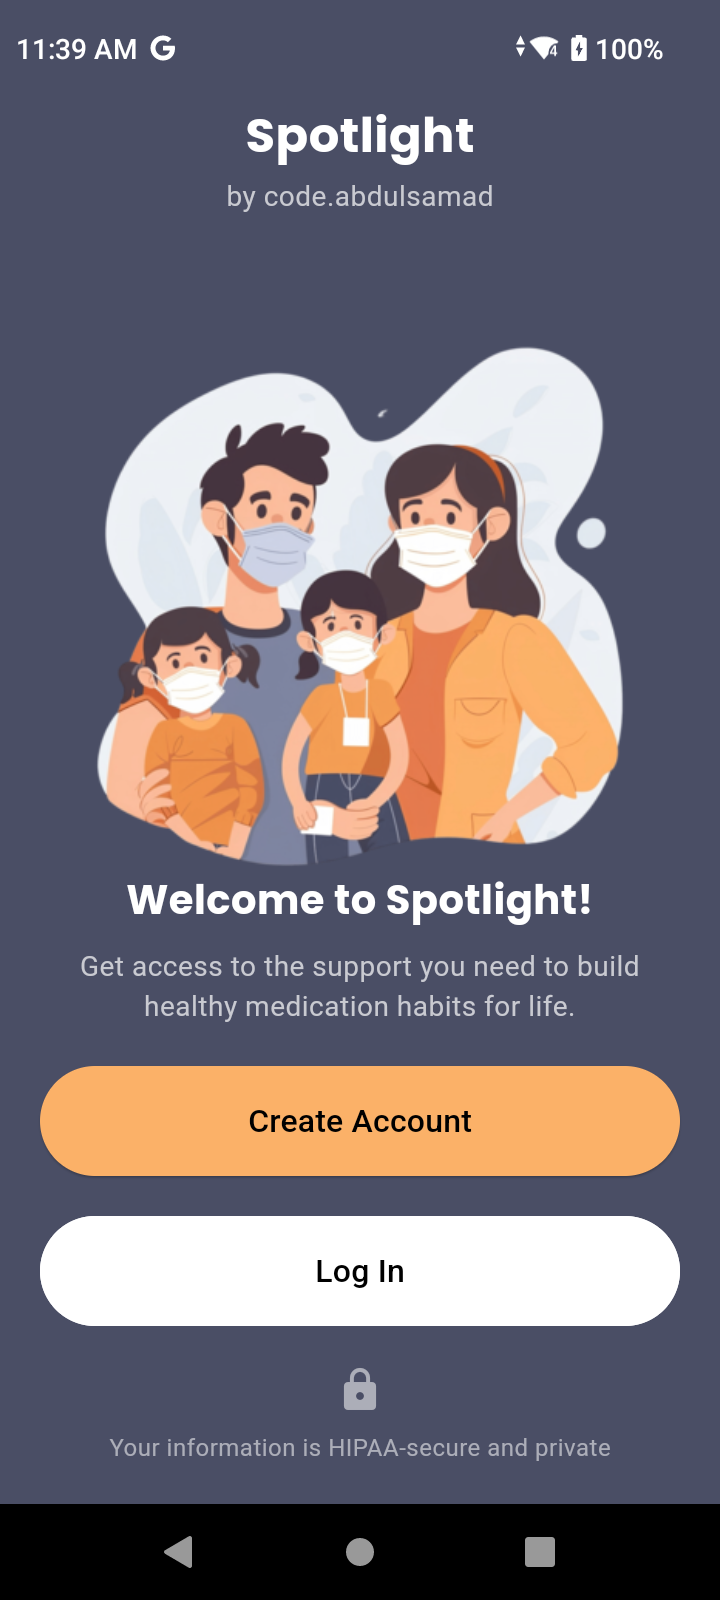 11:39 AM G 4 100%
Spotlight
by code.abdulsamad
Welcome to Spotlight!
Get access to the support you need to build
healthy medication habits for life.
Create Account
Log In
Your information is HIPAA-secure and private